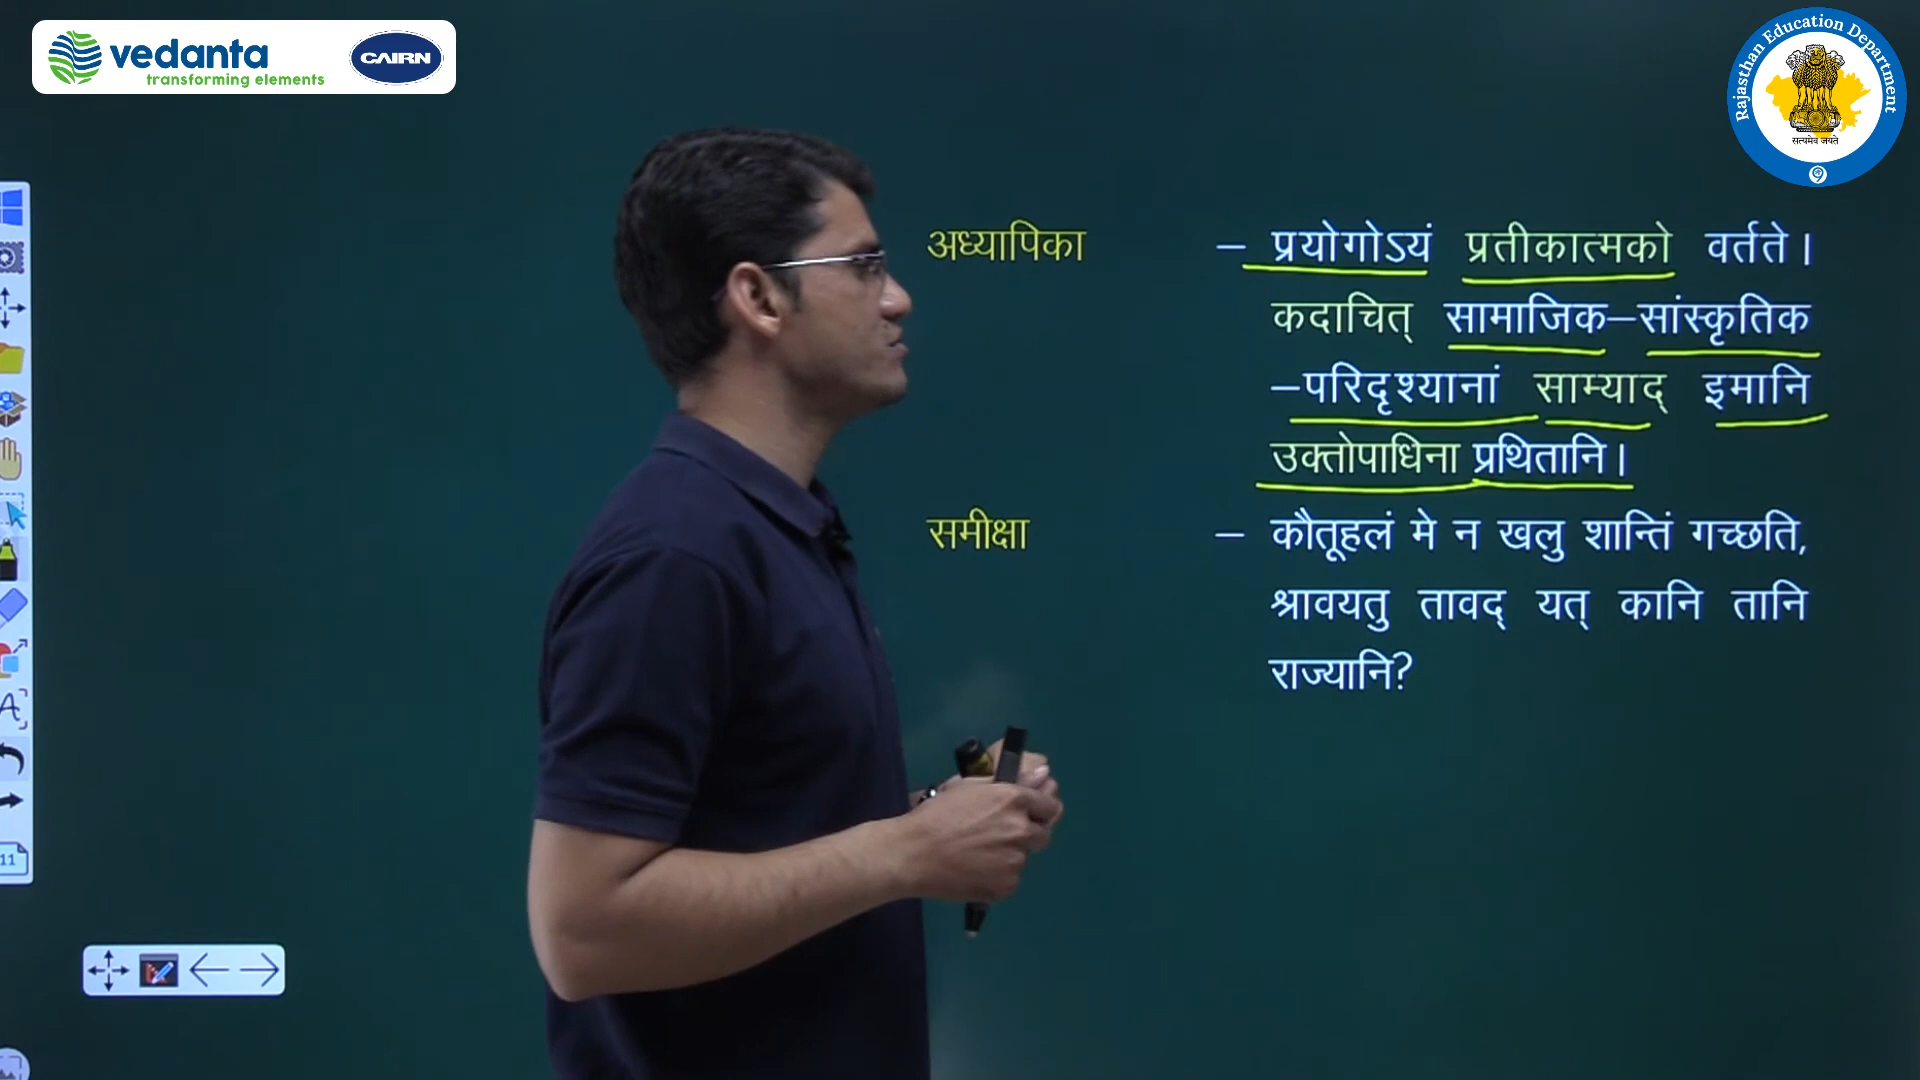 vedanta
transforming elements
CAIRN
Rajasthan Education Department
सत्यमेव जयते
अध्यापिका – प्रयोगोऽयं प्रतीकात्मको वर्तते।
कदाचित् सामाजिक–सांस्कृतिक
–परिदृश्यानां साम्याद् इमानि
उक्तोपाधिना प्रथितानि।
समीक्षा – कौतूहलं मे न खलु शान्तिं गच्छति,
श्रावयतु तावद् यत् कानि तानि
राज्यानि?
11